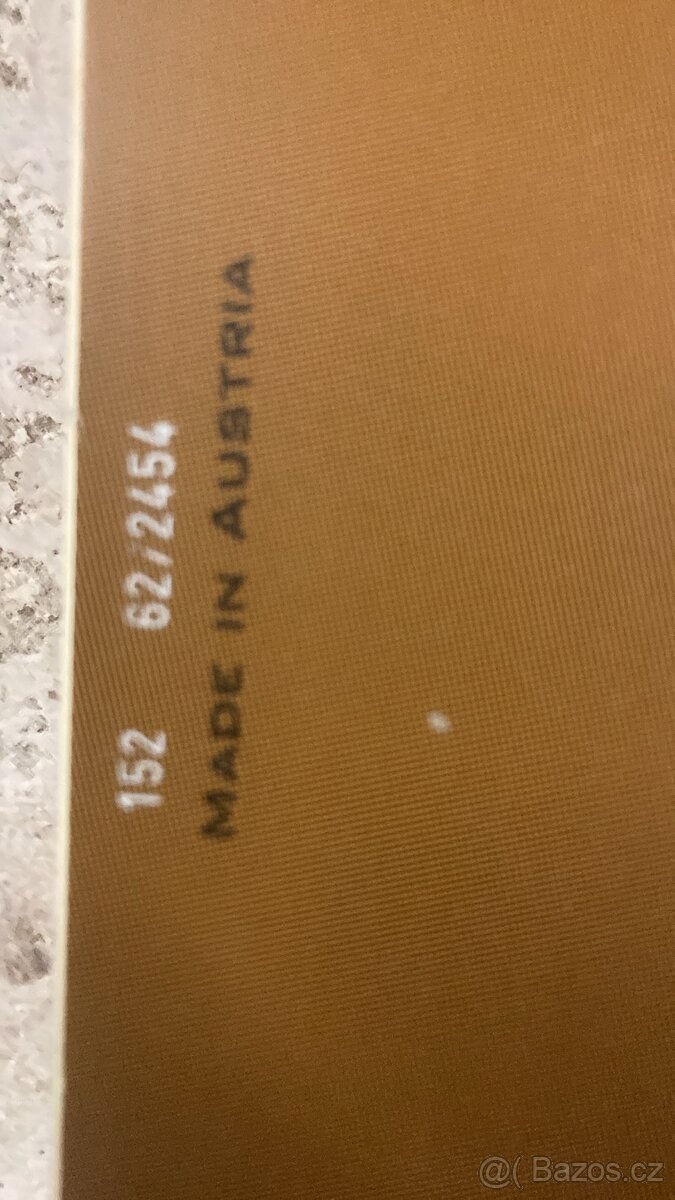 152 62/2454
MADE IN AUSTRIA
@( Bazos.cz